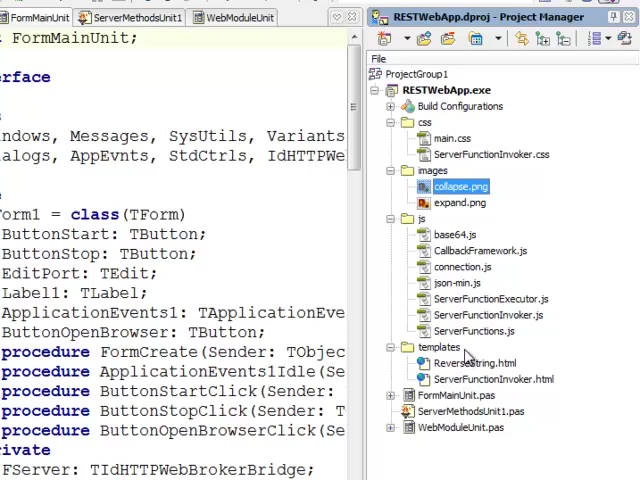 FormMainUnit
ServerMethodsUnit1
WebModuleUnit
FormMainUnit;
erface
s
ndows, Messages, SysUtils, Variants
alogs, AppEvnts, StdCtrls, IdHTTPWe
e
Form1 = class(TForm)
ButtonStart: TButton;
ButtonStop: TButton;
EditPort: TEdit;
Label1: TLabel;
ApplicationEvents1: TApplicationEve
ButtonOpenBrowser: TButton;
procedure FormCreate(Sender: TObjec
procedure ApplicationEvents1Idle(Se
procedure ButtonStartClick(Sender:
procedure ButtonStopClick(Sender: T
procedure ButtonOpenBrowserClick(Se
rivate
FServer: TIdHTTPWebBrokerBridge;
RESTWebApp.dproj - Project Manager
File
ProjectGroup1
RESTWebApp.exe
Build Configurations
css
main.css
ServerFunctionInvoker.css
images
collapse.png
expand.png
js
base64.js
CallbackFramework.js
connection.js
json-min.js
ServerFunctionExecutor.js
ServerFunctionInvoker.js
ServerFunctions.js
templates
ReverseString.html
ServerFunctionInvoker.html
FormMainUnit.pas
ServerMethodsUnit1.pas
WebModuleUnit.pas